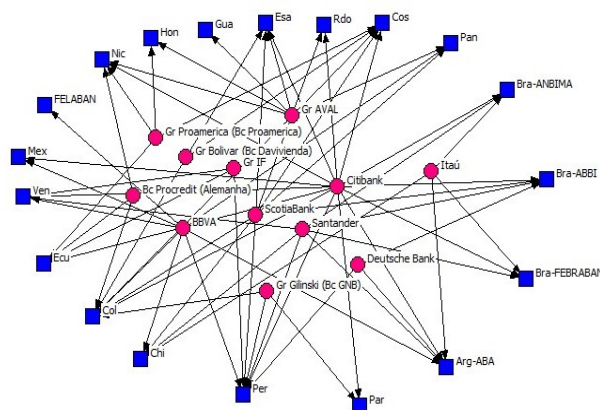 Esa
Rdo
Cos
Gua
Hon
Pan
Nic
Bra-ANBIMA
FELABAN
Gr AVAL
Gr Proamerica (Bc Proamerica)
Gr Bolivar (Bc Davivienda)
Mex
Gr IF
Itaú
Bra-ABBI
Citibank
Ven
Bc Procredit (Alemanha)
ScotiaBank
BBVA
Santander
Ecu
Deutsche Bank
Bra-FEBRABAN
Gr Gilinski (Bc GNB)
Col
Chi
Arg-ABA
Per
Par